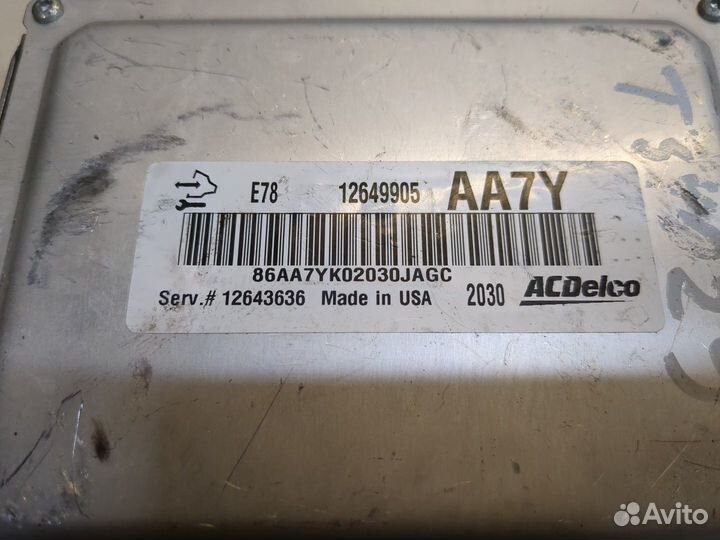 E78 12649905 AA7Y
86AA7YK02030JAGC
Serv.# 12643636 Made in USA 2030 ACDelco
Avito